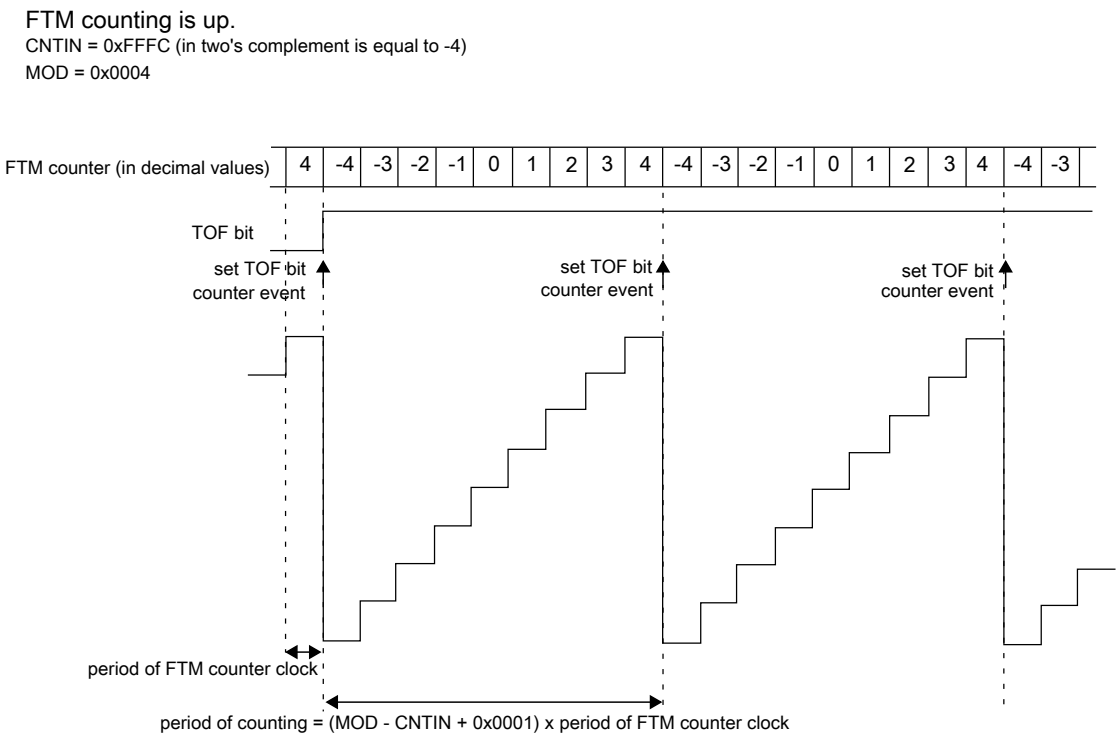 FTM counting is up.
CNTIN = 0xFFFC (in two's complement is equal to -4)
MOD = 0x0004
FTM counter (in decimal values) 4 -4 -3 -2 -1 0 1 2 3 4 -4 -3 -2 -1 0 1 2 3 4 -4 -3
TOF bit
set TOF bit
counter event
set TOF bit
counter event
set TOF bit
counter event
period of FTM counter clock
period of counting = (MOD - CNTIN + 0x0001) x period of FTM counter clock